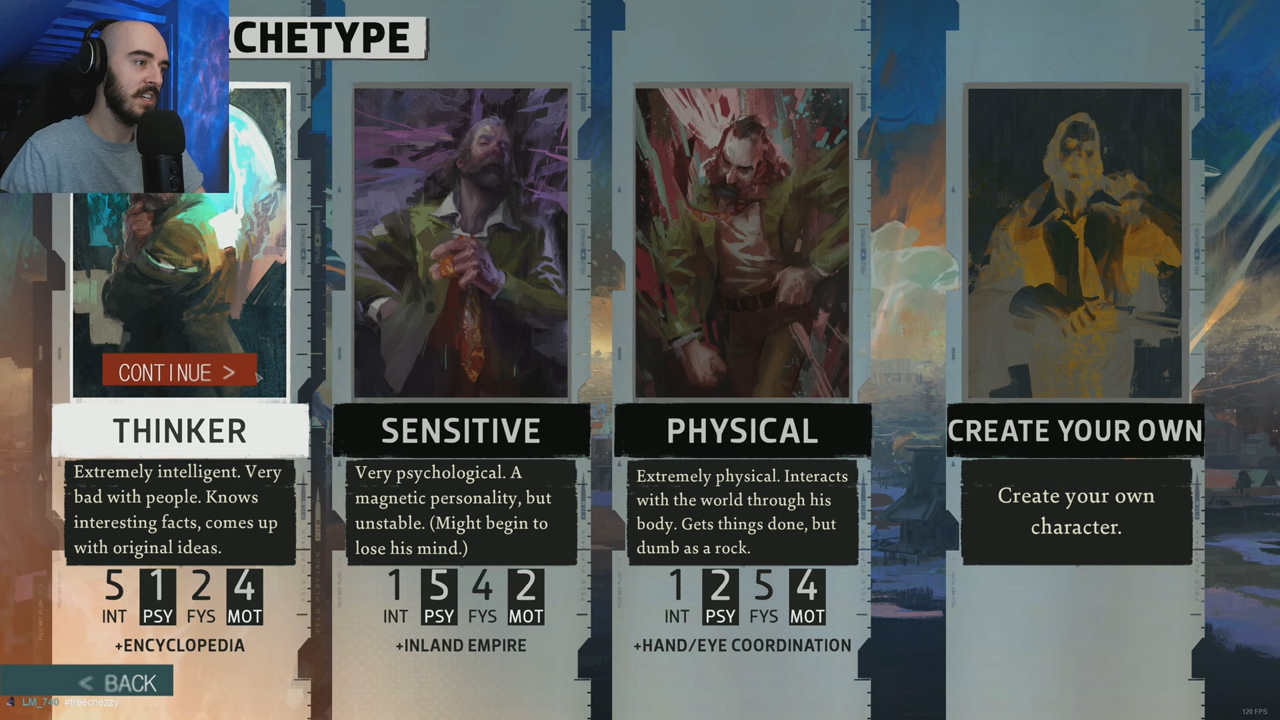 CHETYPE
CONTINUE >
THINKER
Extremely intelligent. Very
bad with people. Knows
interesting facts, comes up
with original ideas.
5 1 2 4
INT PSY FYS MOT
+ENCYCLOPEDIA
SENSITIVE
Very psychological. A
magnetic personality, but
unstable. (Might begin to
lose his mind.)
1 5 4 2
INT PSY FYS MOT
+INLAND EMPIRE
PHYSICAL
Extremely physical. Interacts
with the world through his
body. Gets things done, but
dumb as a rock.
1 2 5 4
INT PSY FYS MOT
+HAND/EYE COORDINATION
CREATE YOUR OWN
Create your own
character.
< BACK
LM_740 #freechezzy
120 FPS